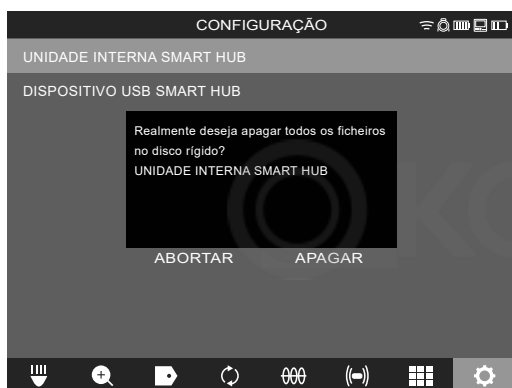 CONFIGURAÇÃO
UNIDADE INTERNA SMART HUB
DISPOSITIVO USB SMART HUB
Realmente deseja apagar todos os ficheiros
no disco rígido?
UNIDADE INTERNA SMART HUB
ABORTAR APAGAR